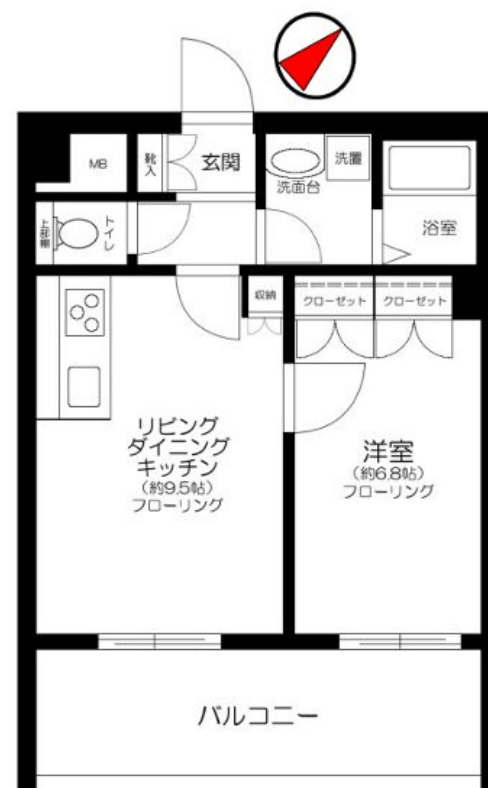 MB
靴入
玄関
洗面台
洗置
浴室
上部棚
トイレ
収納
クローゼット
クローゼット
リビング
ダイニング
キッチン
(約9.5帖)
フローリング
洋室
(約6.8帖)
フローリング
バルコニー